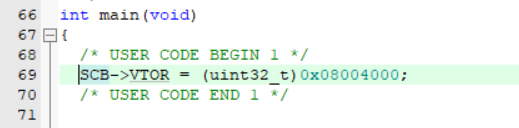 66 int main(void)
67 {
68 /* USER CODE BEGIN 1 */
69 SCB->VTOR = (uint32_t)0x08004000;
70 /* USER CODE END 1 */
71